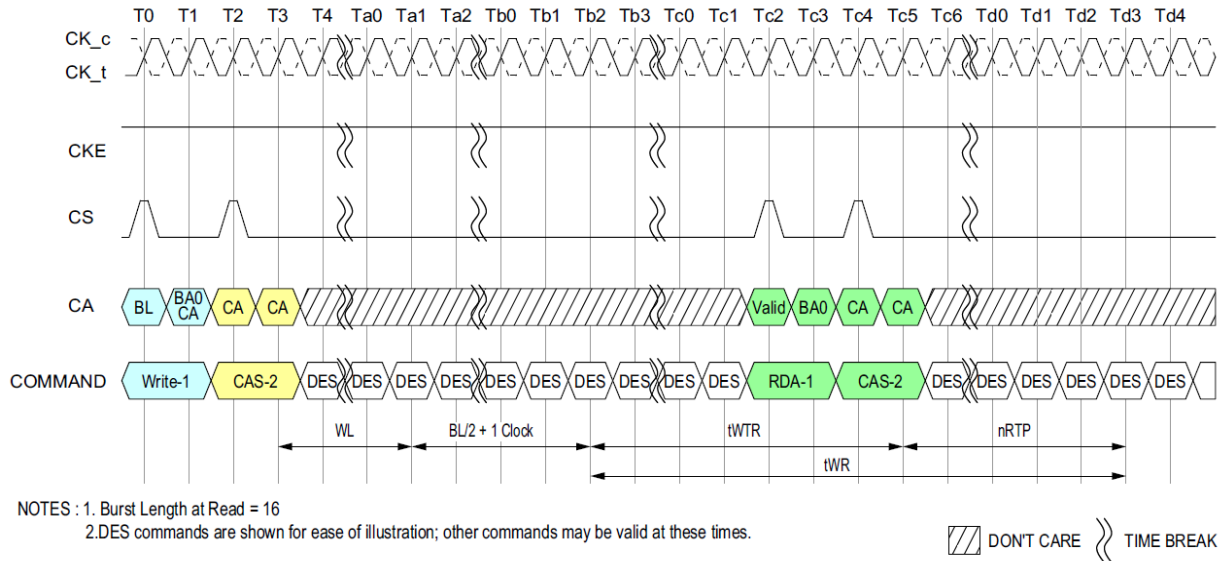 T0 T1 T2 T3 T4 Ta0 Ta1 Ta2 Tb0 Tb1 Tb2 Tb3 Tc0 Tc1 Tc2 Tc3 Tc4 Tc5 Tc6 Td0 Td1 Td2 Td3 Td4
CK_c
CK_t
CKE
CS
CA BL BA0 CA CA CA Valid BA0 CA CA
COMMAND Write-1 CAS-2 DES DES DES DES DES DES DES DES DES DES RDA-1 CAS-2 DES DES DES DES DES DES
WL BL/2 + 1 Clock tWTR nRTP
tWR
NOTES : 1. Burst Length at Read = 16
2.DES commands are shown for ease of illustration; other commands may be valid at these times.
DON'T CARE TIME BREAK